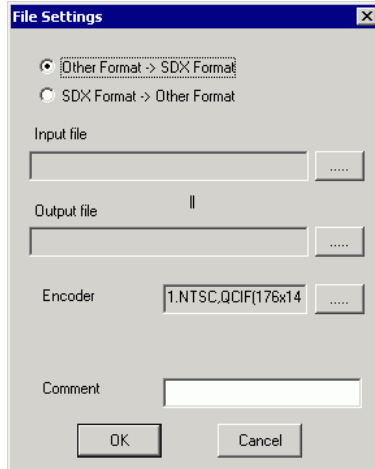 File Settings
Other Format -> SDX Format
SDX Format -> Other Format
Input file
.....
||
Output file
.....
Encoder
1.NTSC,QCIF(176x14
.....
Comment
OK
Cancel